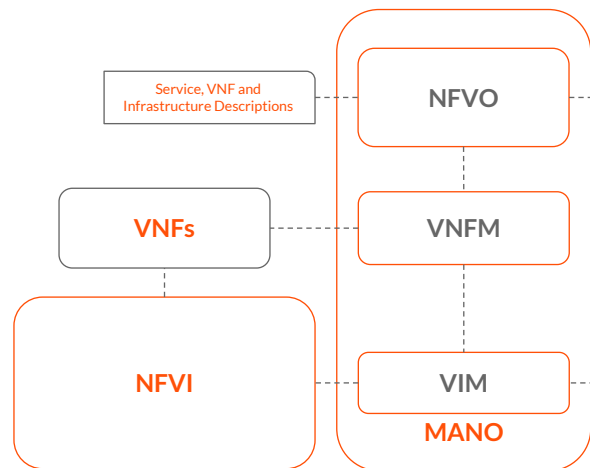 Service, VNF and
Infrastructure Descriptions
NFVO
VNFs
VNFM
NFVI
VIM
MANO